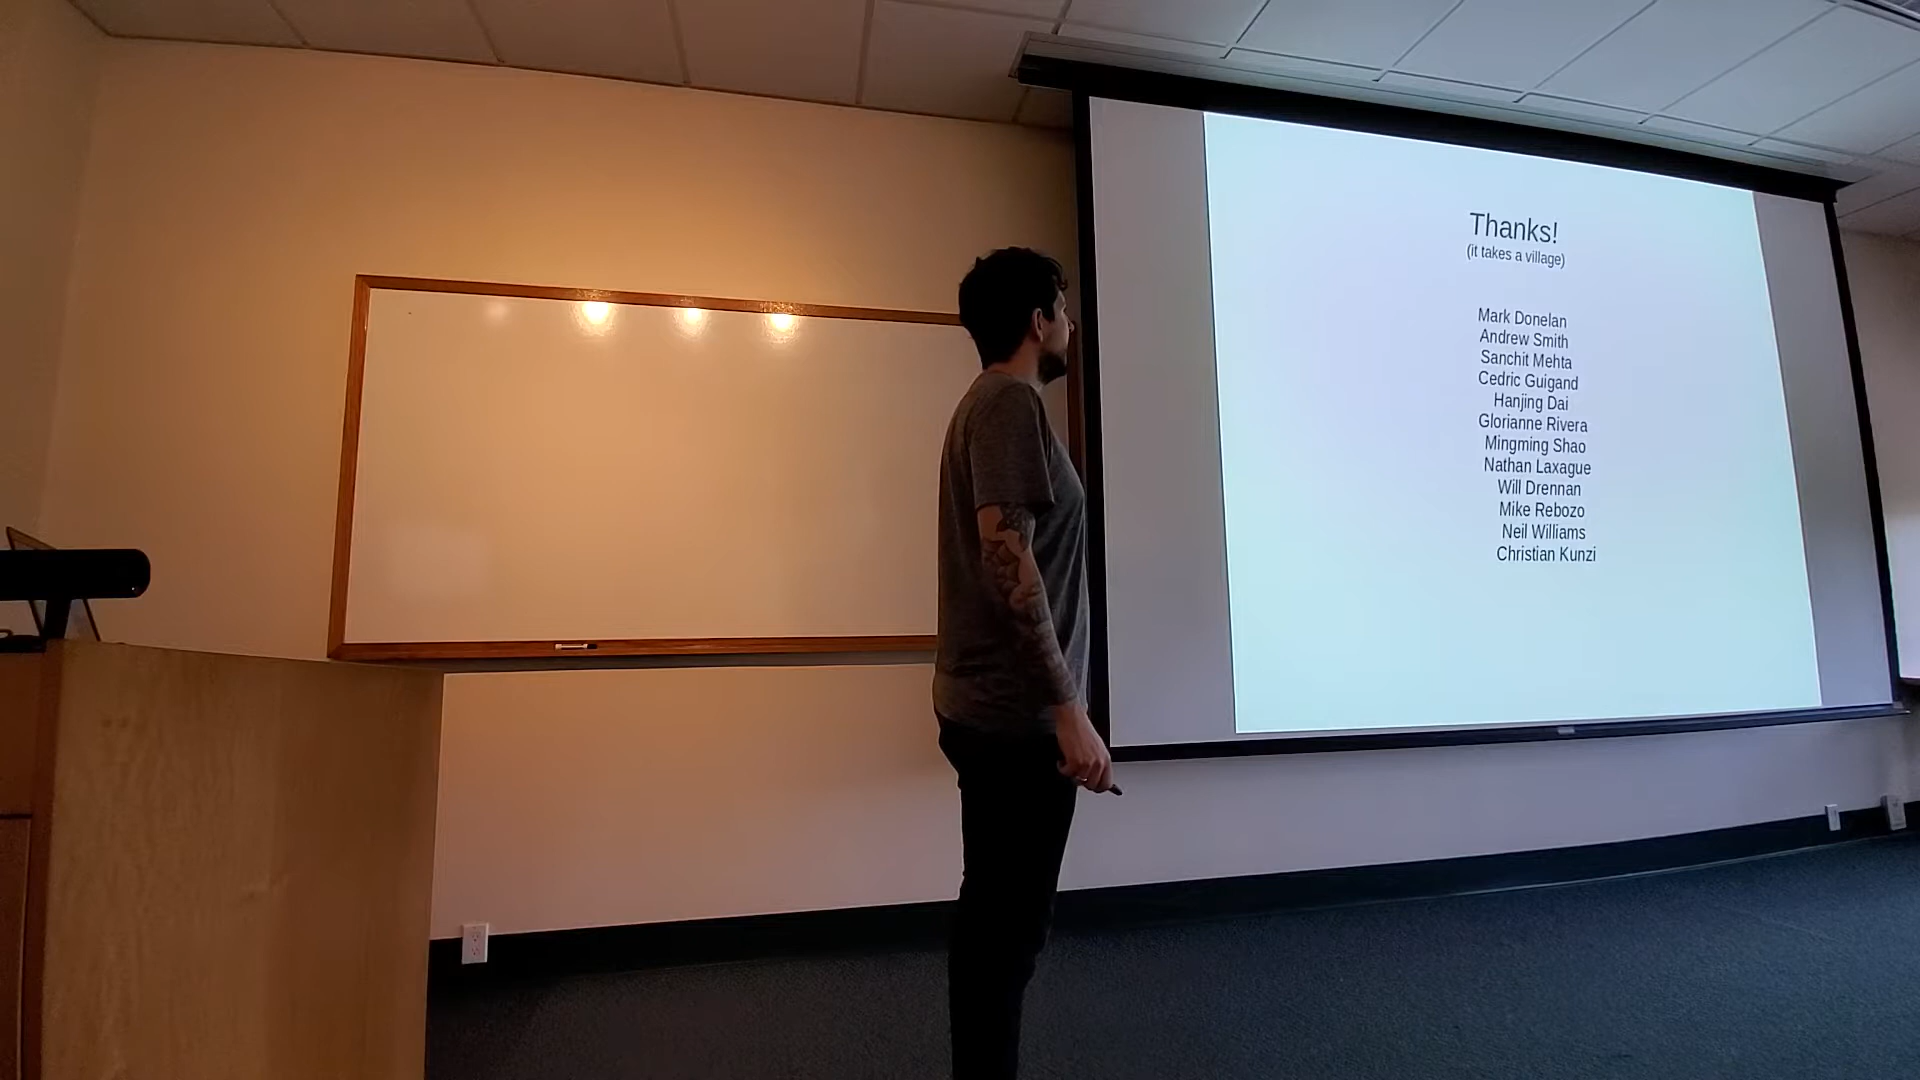 Thanks!
(it takes a village)
Mark Donelan
Andrew Smith
Sanchit Mehta
Cedric Guigand
Hanjing Dai
Glorianne Rivera
Mingming Shao
Nathan Laxague
Will Drennan
Mike Rebozo
Neil Williams
Christian Kunzi